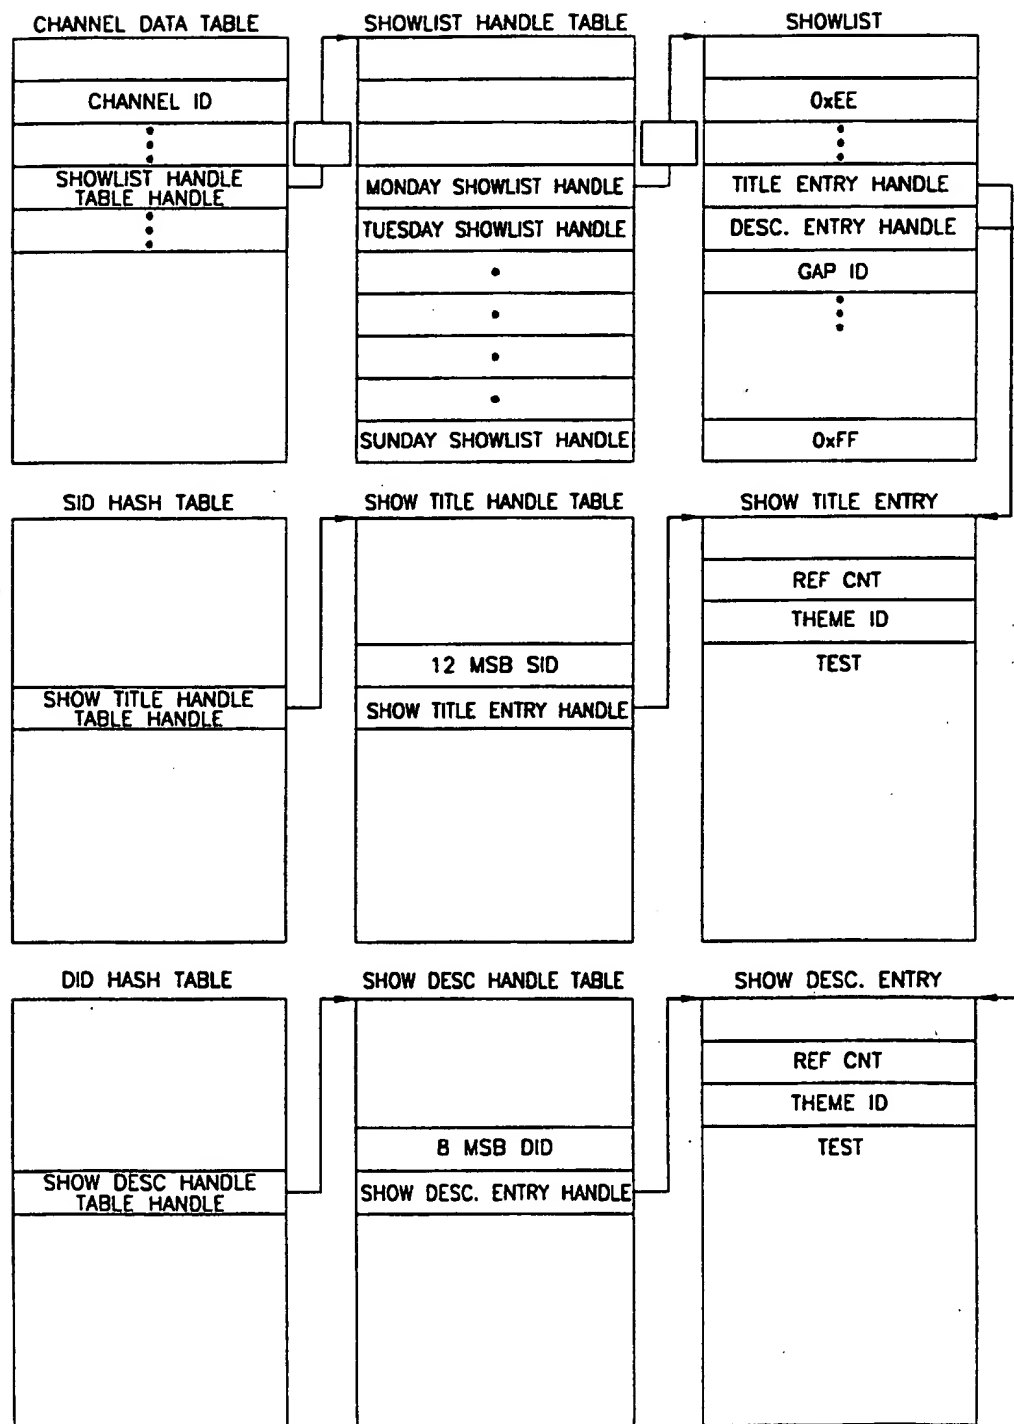 CHANNEL DATA TABLE
CHANNEL ID
SHOWLIST HANDLE
TABLE HANDLE
SHOWLIST HANDLE TABLE
MONDAY SHOWLIST HANDLE
TUESDAY SHOWLIST HANDLE
SUNDAY SHOWLIST HANDLE
SHOWLIST
0xEE
TITLE ENTRY HANDLE
DESC. ENTRY HANDLE
GAP ID
0xFF
SID HASH TABLE
SHOW TITLE HANDLE
TABLE HANDLE
SHOW TITLE HANDLE TABLE
12 MSB SID
SHOW TITLE ENTRY HANDLE
SHOW TITLE ENTRY
REF CNT
THEME ID
TEST
DID HASH TABLE
SHOW DESC HANDLE
TABLE HANDLE
SHOW DESC HANDLE TABLE
8 MSB DID
SHOW DESC. ENTRY HANDLE
SHOW DESC. ENTRY
REF CNT
THEME ID
TEST